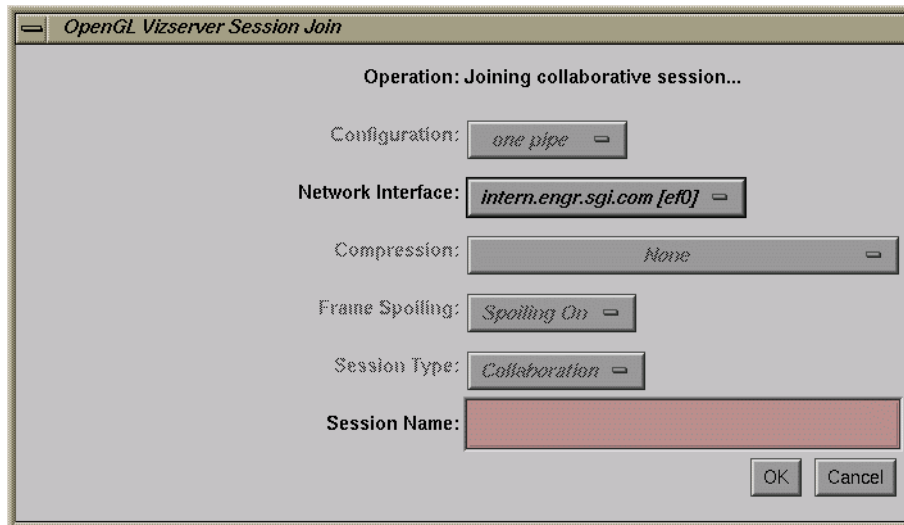 OpenGL Vizserver Session Join
Operation: Joining collaborative session...
Configuration: one pipe
Network Interface: intern.engr.sgi.com [ef0]
Compression: None
Frame Spoiling: Spoiling On
Session Type: Collaboration
Session Name:
OK Cancel